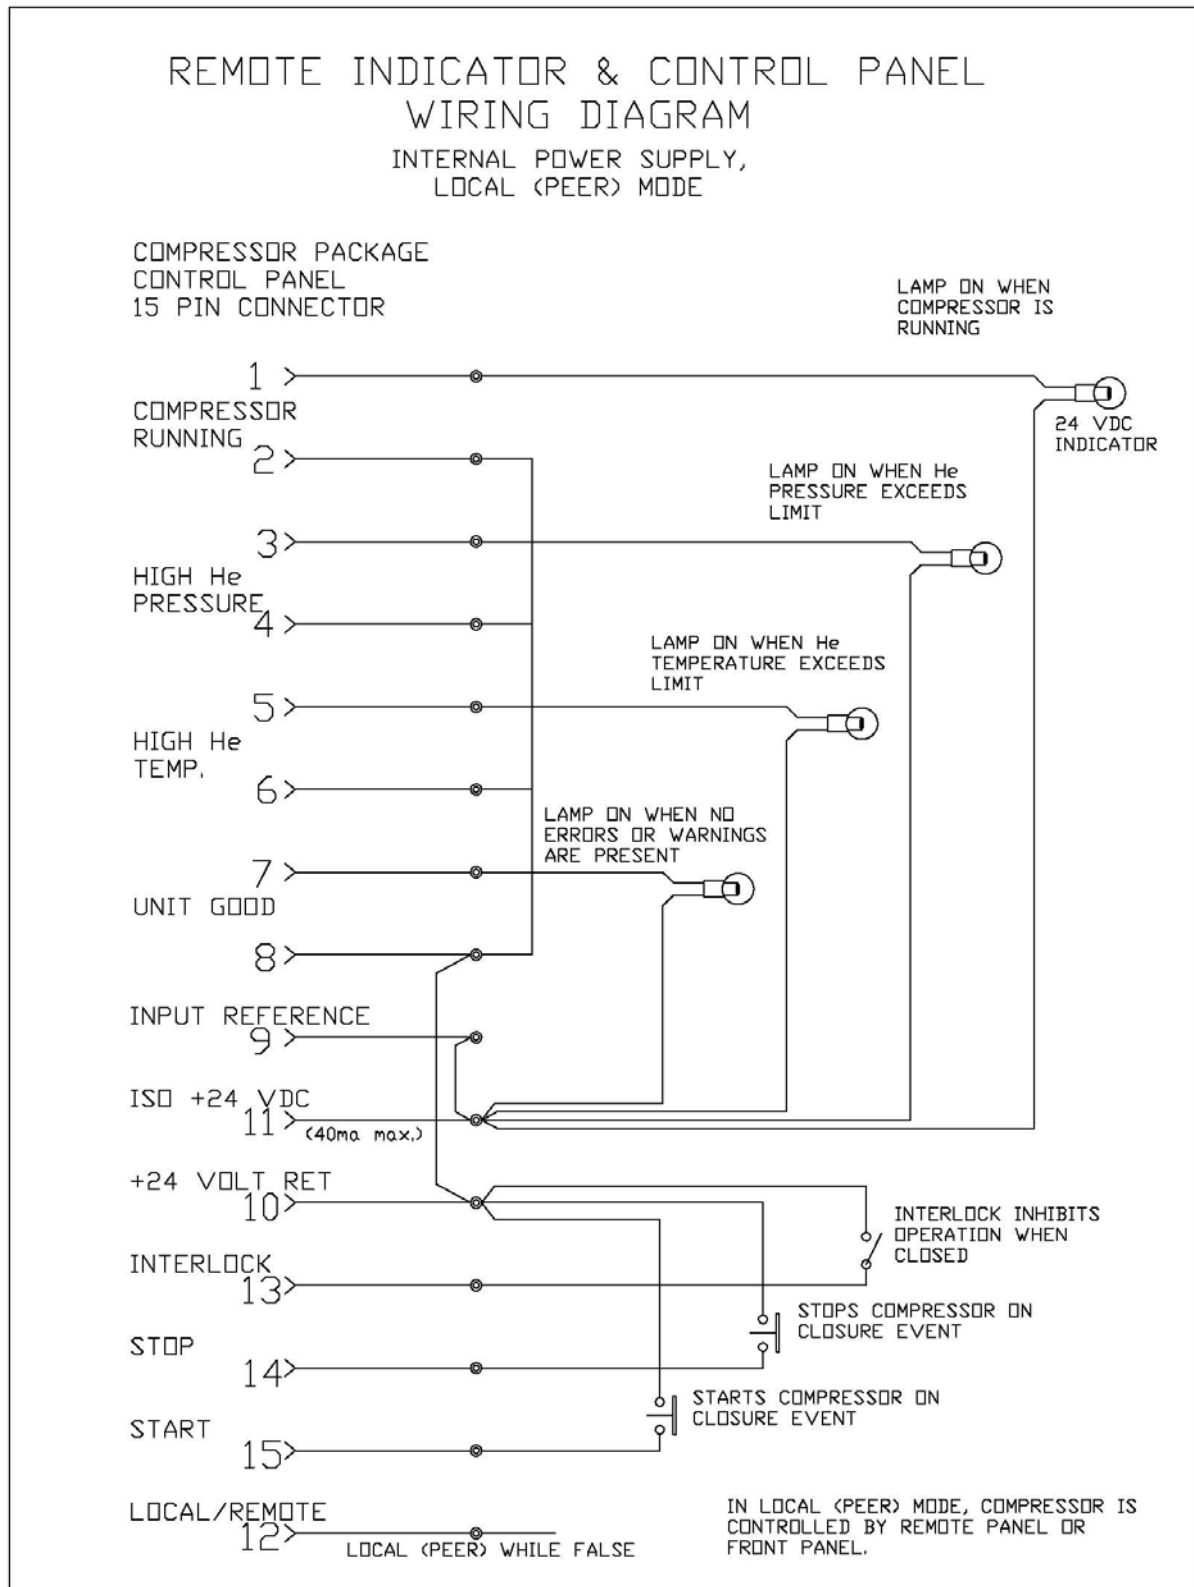 REMOTE INDICATOR & CONTROL PANEL
WIRING DIAGRAM
INTERNAL POWER SUPPLY,
LOCAL (PEER) MODE
COMPRESSOR PACKAGE
CONTROL PANEL
15 PIN CONNECTOR
LAMP ON WHEN
COMPRESSOR IS
RUNNING
1
COMPRESSOR
RUNNING
24 VDC
INDICATOR
2
LAMP ON WHEN He
PRESSURE EXCEEDS
LIMIT
3
HIGH He
PRESSURE
4
LAMP ON WHEN He
TEMPERATURE EXCEEDS
LIMIT
5
HIGH He
TEMP.
6
LAMP ON WHEN NO
ERRORS OR WARNINGS
ARE PRESENT
7
UNIT GOOD
8
INPUT REFERENCE
9
ISO +24 VDC
11
(40ma max.)
+24 VOLT RET
10
INTERLOCK INHIBITS
OPERATION WHEN
CLOSED
INTERLOCK
13
STOPS COMPRESSOR ON
CLOSURE EVENT
STOP
14
STARTS COMPRESSOR ON
CLOSURE EVENT
START
15
LOCAL/REMOTE
12
LOCAL (PEER) WHILE FALSE
IN LOCAL (PEER) MODE, COMPRESSOR IS
CONTROLLED BY REMOTE PANEL OR
FRONT PANEL.